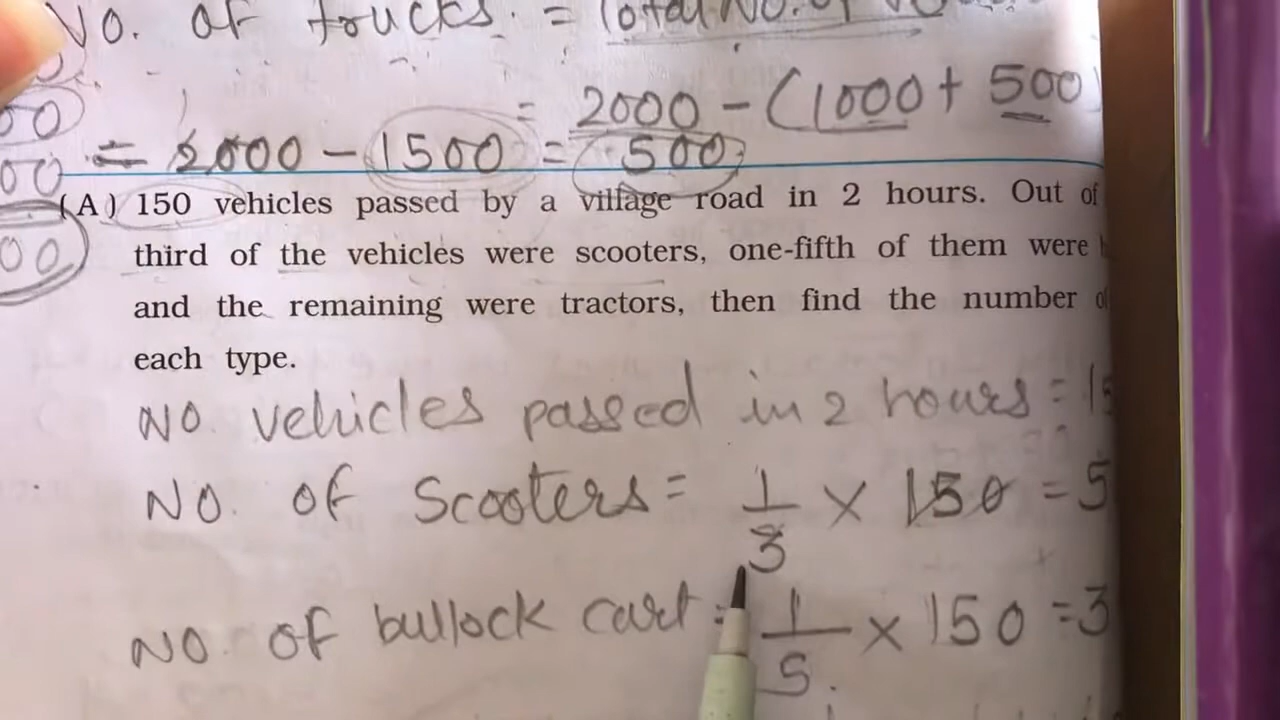 No. of trucks. = Total No. of
= 2000 - (1000 + 500)
= 2000 - 1500 = 500
(A) 150 vehicles passed by a village road in 2 hours. Out of
third of the vehicles were scooters, one-fifth of them were
and the remaining were tractors, then find the number of
each type.
No. vehicles passed in 2 hours = 15
No. of Scooters = 1/3 × 150 = 5
No. of bullock cart = 1/5 × 150 = 3